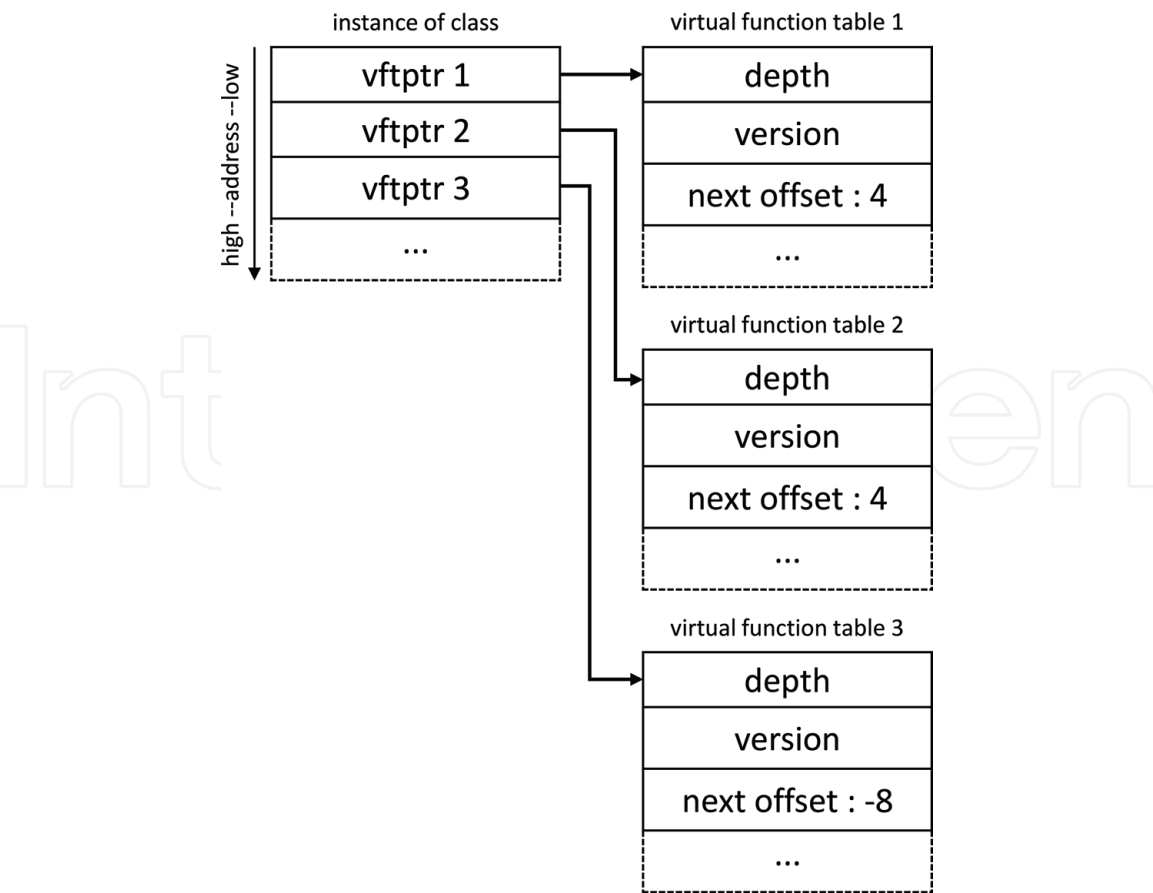 instance of class
vftptr 1
vftptr 2
vftptr 3
...
high --address --low
virtual function table 1
depth
version
next offset : 4
...
virtual function table 2
depth
version
next offset : 4
...
virtual function table 3
depth
version
next offset : -8
...
Int
en